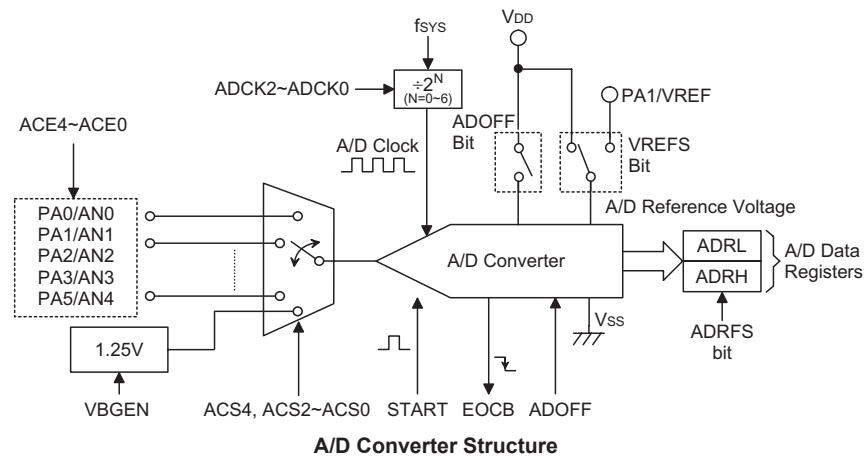 fSYS
VDD
ADCK2~ADCK0
÷2^N
(N=0~6)
PA1/VREF
ADOFF
Bit
VREFS
Bit
ACE4~ACE0
A/D Clock
A/D Reference Voltage
PA0/AN0
PA1/AN1
PA2/AN2
PA3/AN3
PA5/AN4
A/D Converter
ADRL
ADRH
A/D Data
Registers
VSS
ADRFS
bit
1.25V
VBGEN
ACS4, ACS2~ACS0
START
EOCB
ADOFF
A/D Converter Structure